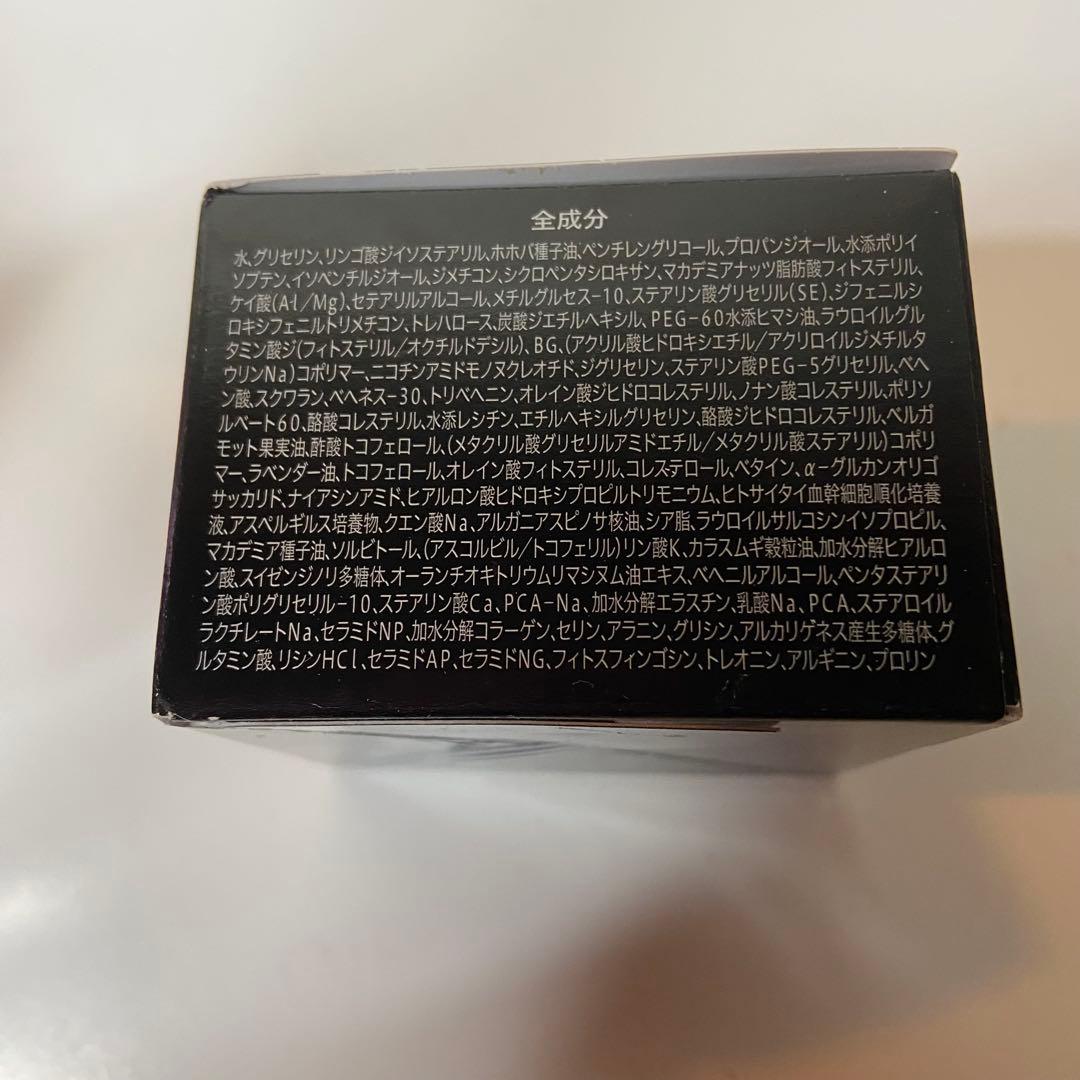 全成分
水、グリセリン、リンゴ酸ジイソステアリル、ホホバ種子油、ペンチレングリコール、プロパンジオール、水添ポリイ
ソブテン、イソペンチルジオール、ジメチコン、シクロペンタシロキサン、マカデミアナッツ脂肪酸フィトステリル、
ケイ酸(Al/Mg)、セテアリルアルコール、メチルグルセス-10、ステアリン酸グリセリル(SE)、ジフェニルシ
ロキシフェニルトリメチコン、トレハロース、炭酸ジエチルヘキシル、PEG-60水添ヒマシ油、ラウロイルグル
タミン酸ジ(フィトステリル/オクチルドデシル)、BG、(アクリル酸ヒドロキシエチル/アクリロイルジメチルタ
ウリンNa)コポリマー、ニコチンアミドモノヌクレオチド、ジグリセリン、ステアリン酸PEG-5グリセリル、ベヘ
ン酸、スクワラン、ベヘネス-30、トリベヘニン、オレイン酸ジヒドロコレステリル、ノナン酸コレステリル、ポリソ
ルベート60、酪酸コレステリル、水添レシチン、エチルヘキシルグリセリン、酪酸ジヒドロコレステリル、ベルガ
モット果実油、酢酸トコフェロール、(メタクリル酸グリセリルアミドエチル/メタクリル酸ステアリル)コポリ
マー、ラベンダー油、トコフェロール、オレイン酸フィトステリル、コレステロール、ベタイン、α-グルカンオリゴ
サッカリド、ナイアシンアミド、ヒアルロン酸ヒドロキシプロピルトリモニウム、ヒトサイタイ血幹細胞順化培養
液、アスペルギルス培養物、クエン酸Na、アルガニアスピノサ核油、シア脂、ラウロイルサルコシンイソプロピル、
マカデミア種子油、ソルビトール、(アスコルビル/トコフェリル)リン酸K、カラスムギ穀粒油、加水分解ヒアルロ
ン酸、スイゼンジノリ多糖体、オーランチオキトリウムリマシヌム油エキス、ベヘニルアルコール、ペンタステアリ
ン酸ポリグリセリル-10、ステアリン酸Ca、PCA-Na、加水分解エラスチン、乳酸Na、PCA、ステアロイル
ラクチレートNa、セラミドNP、加水分解コラーゲン、セリン、アラニン、グリシン、アルカリゲネス産生多糖体、グ
ルタミン酸、リシンHCl、セラミドAP、セラミドNG、フィトスフィンゴシン、トレオニン、アルギニン、プロリン